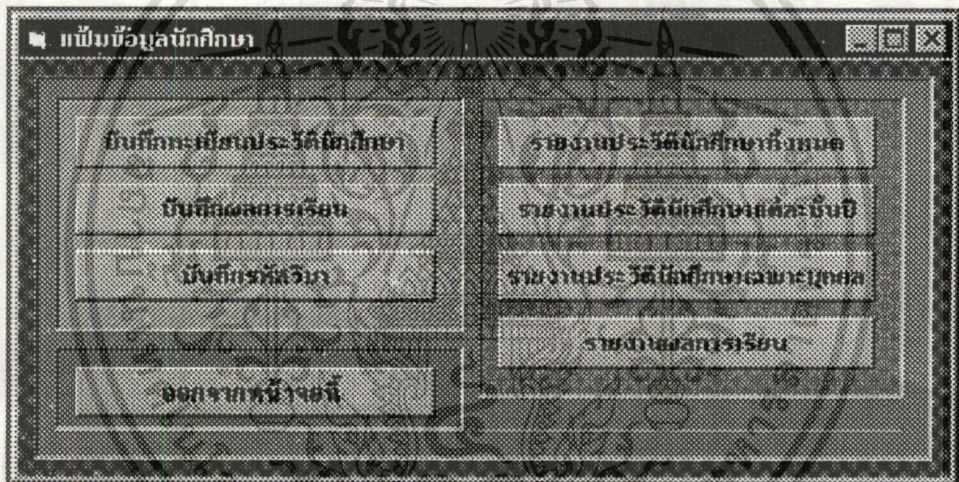 แฟ้มข้อมูลนักศึกษา
บันทึกทะเบียนประวัตินักศึกษา
บันทึกผลการเรียน
บันทึกรหัสวิชา
ออกจากหน้าจอนี้
รายงานประวัตินักศึกษาทั้งหมด
รายงานประวัตินักศึกษาแต่ละชั้นปี
รายงานประวัตินักศึกษาเฉพาะบุคคล
รายงานผลการเรียน